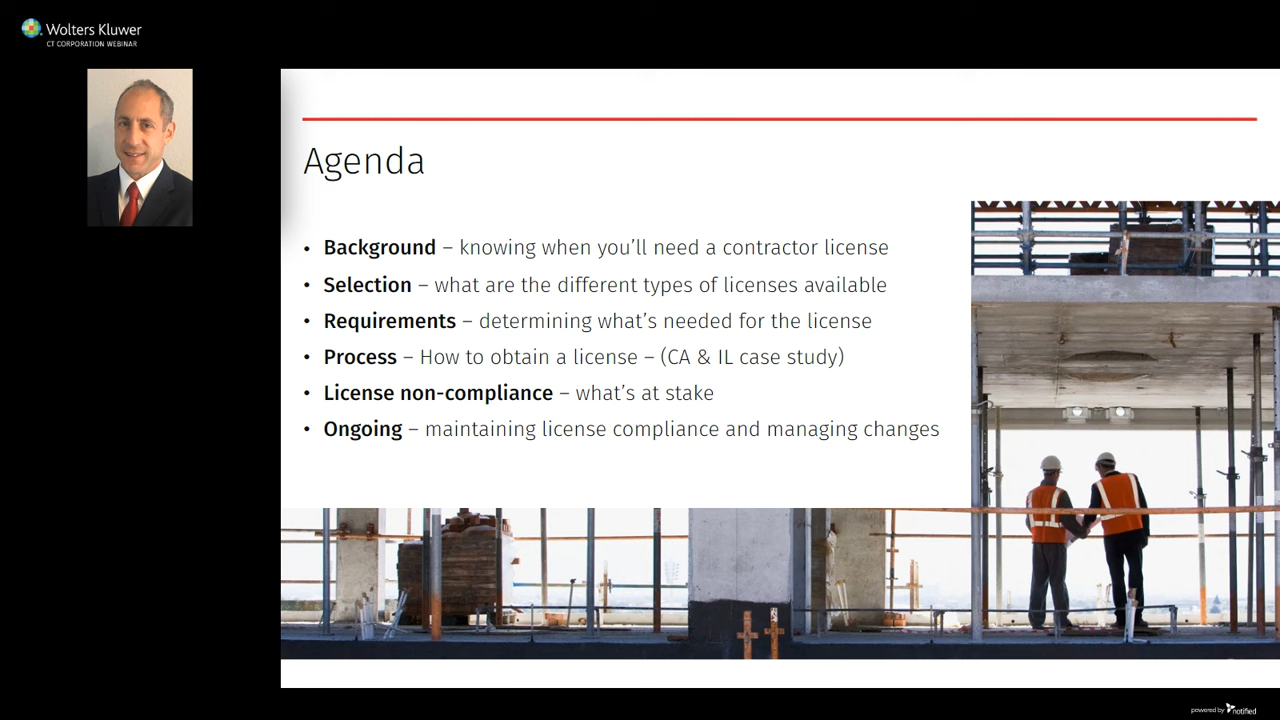 Wolters Kluwer
CT CORPORATION WEBINAR
Agenda
• Background – knowing when you’ll need a contractor license
• Selection – what are the different types of licenses available
• Requirements – determining what’s needed for the license
• Process – How to obtain a license – (CA & IL case study)
• License non-compliance – what’s at stake
• Ongoing – maintaining license compliance and managing changes
powered by notified